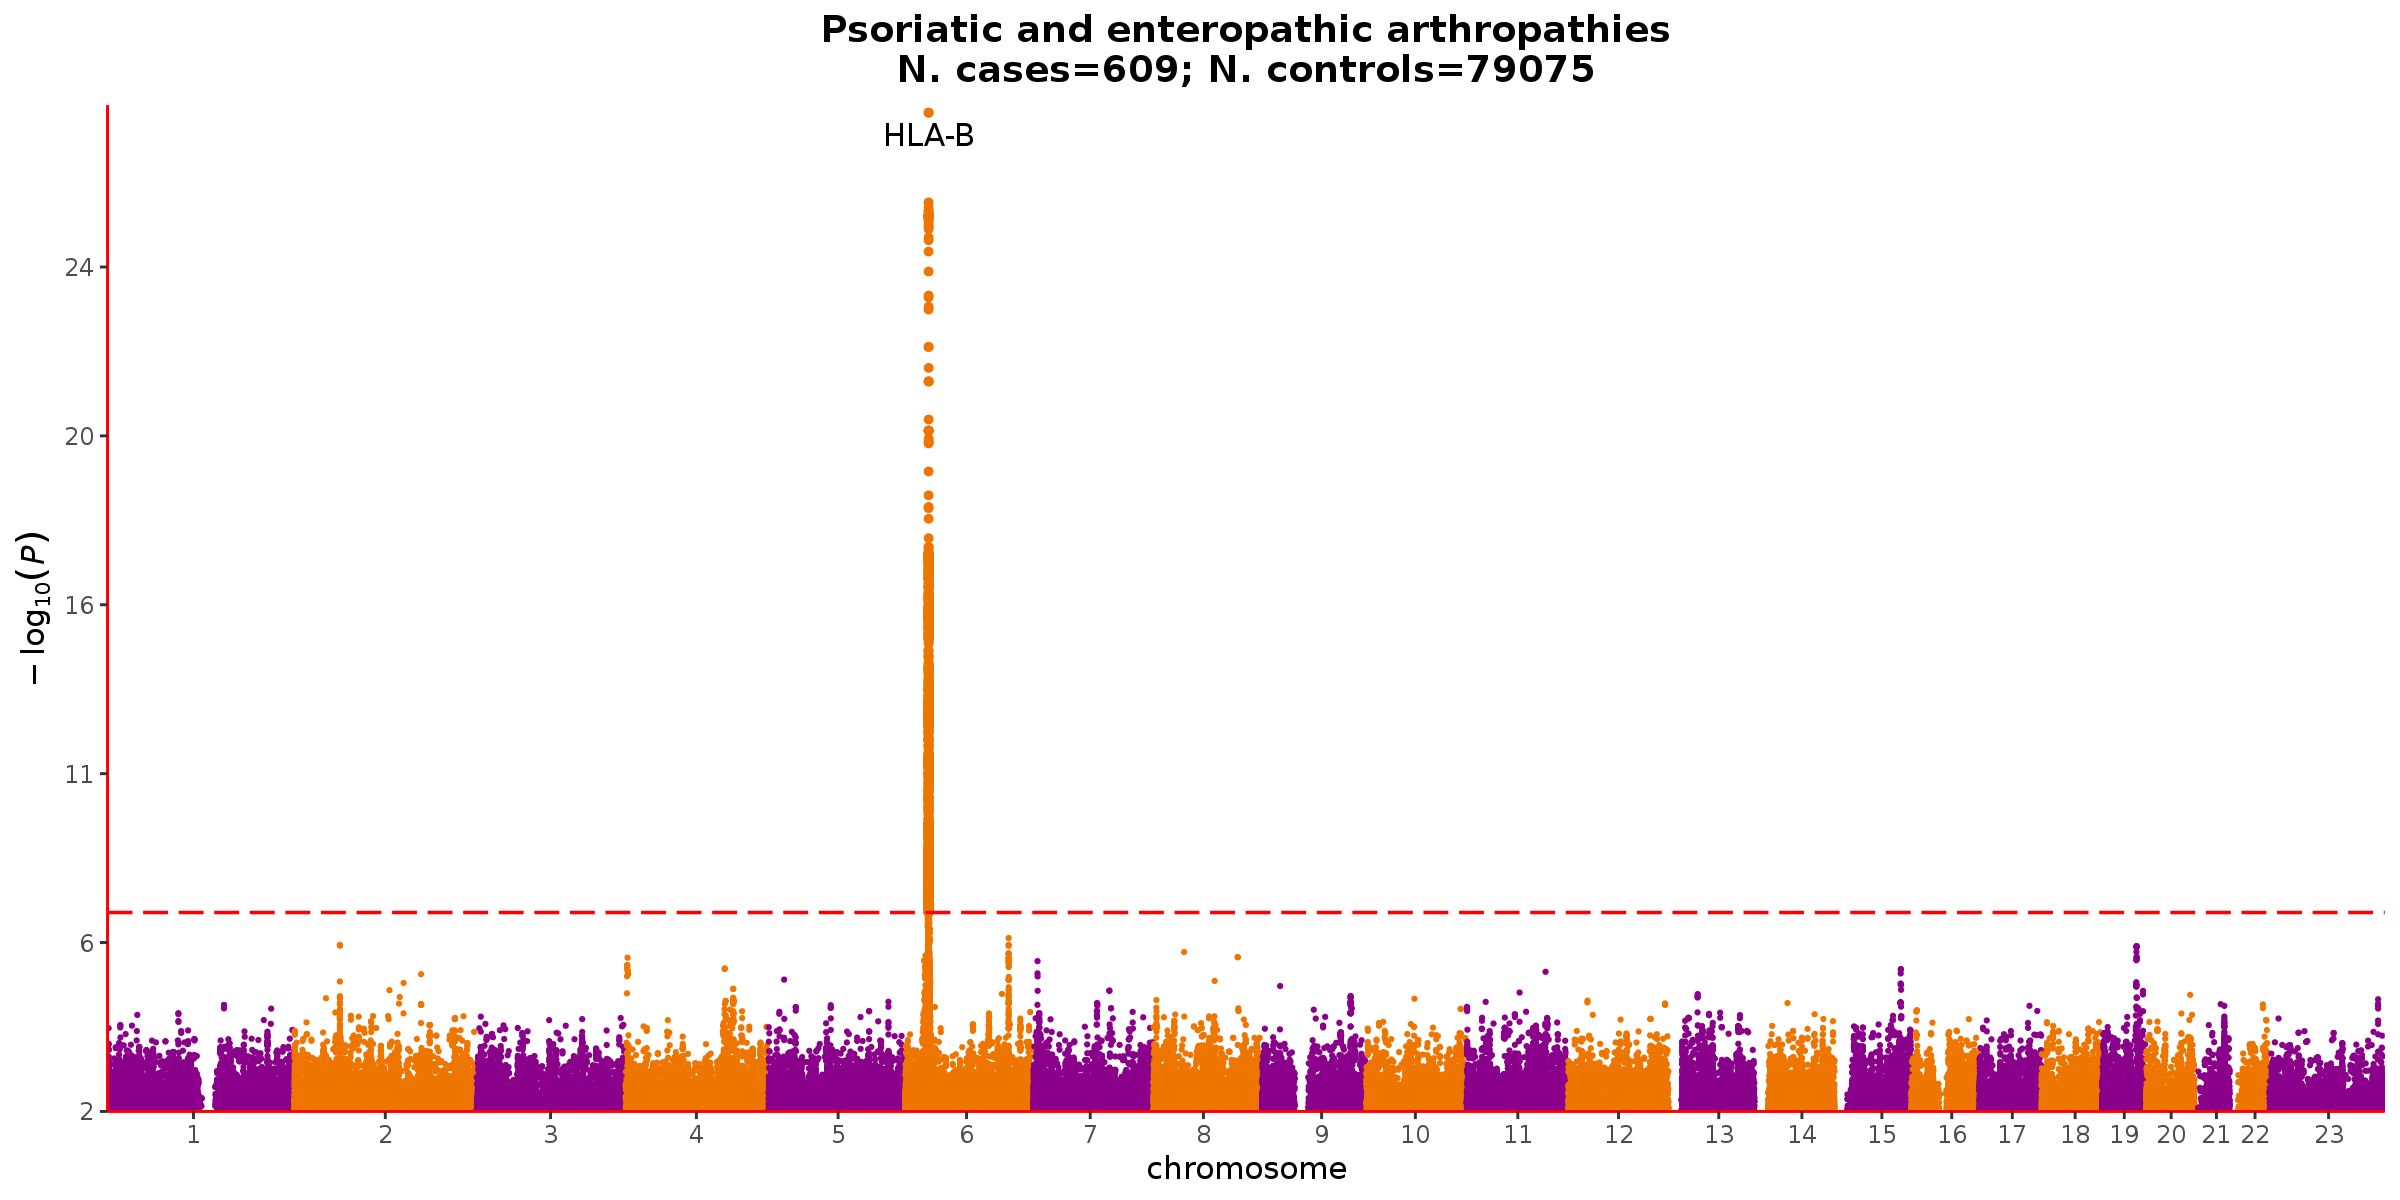 Psoriatic and enteropathic arthropathies
N. cases=609; N. controls=79075
HLA-B
24
20
16
11
6
2
−log10(P)
1 2 3 4 5 6 7 8 9 10 11 12 13 14 15 16 17 18 19 20 21 22 23
chromosome